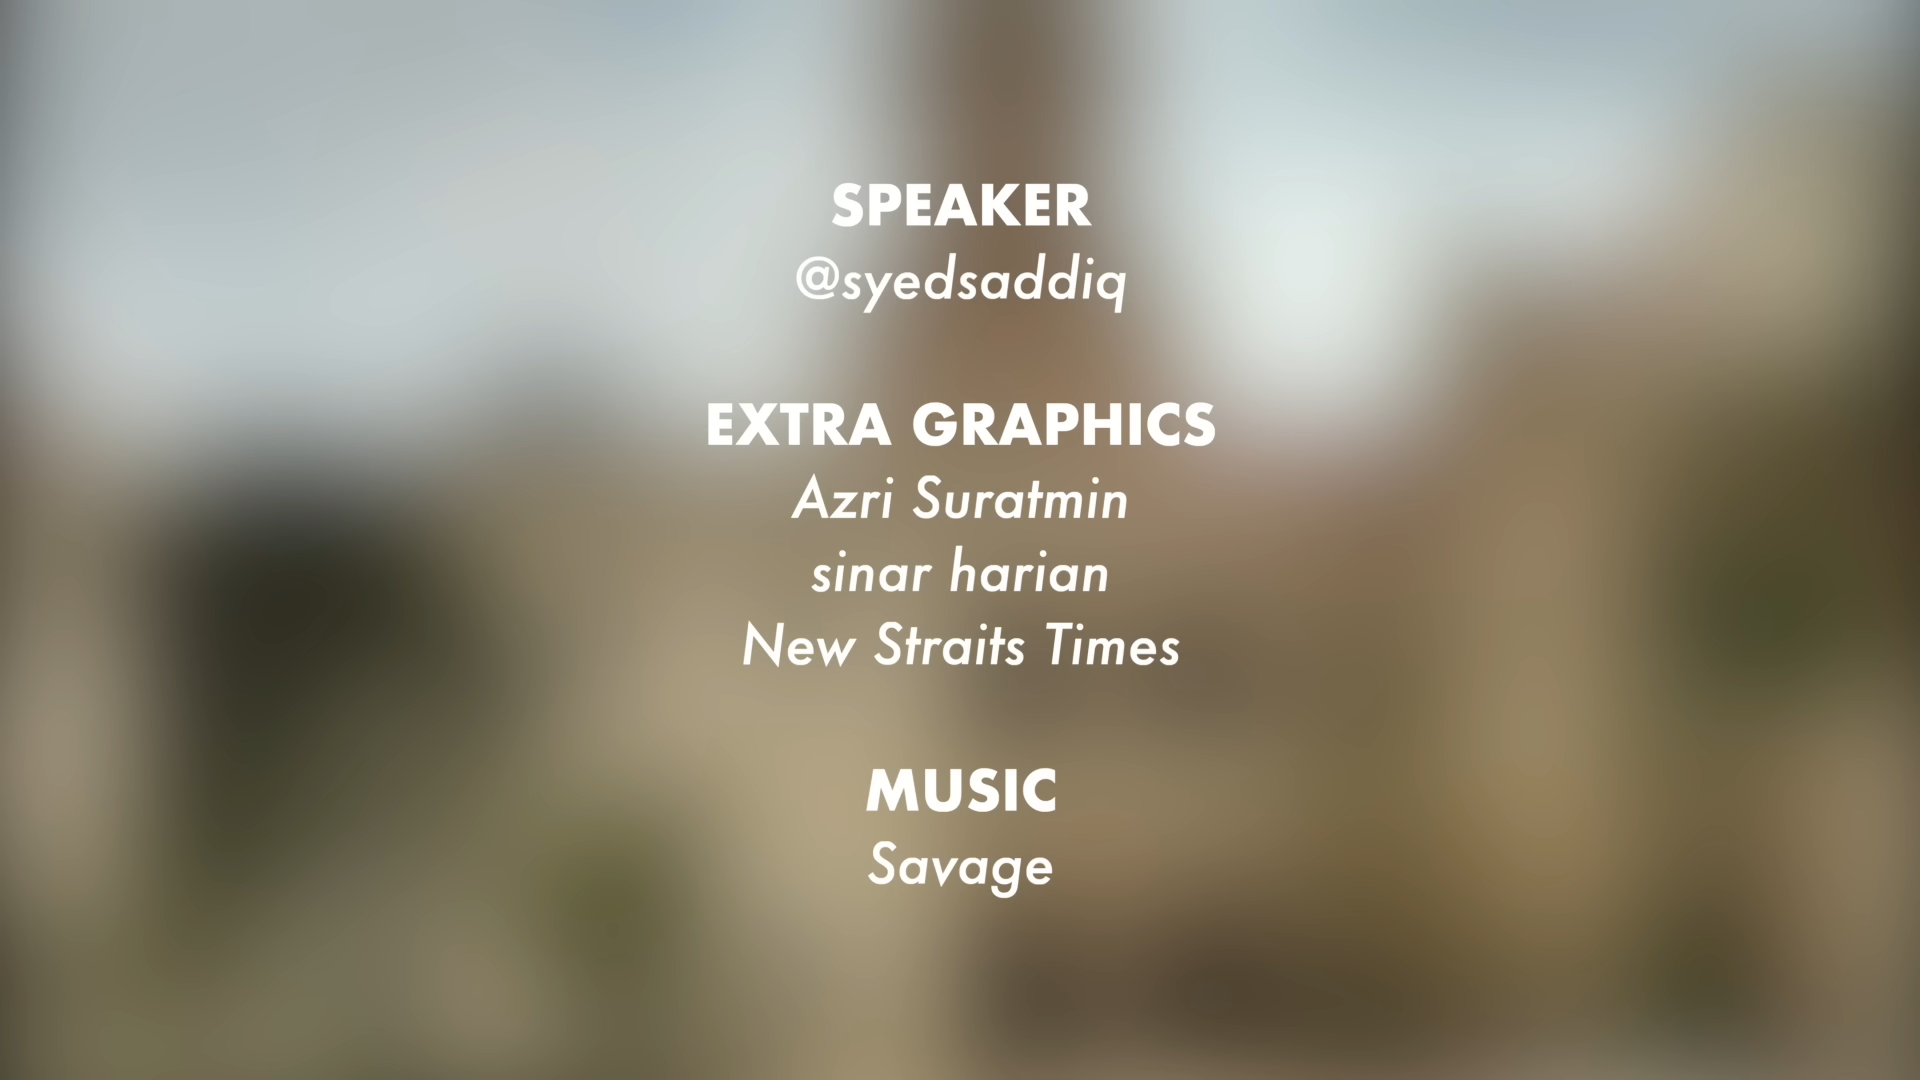 SPEAKER
@syedsaddiq
EXTRA GRAPHICS
Azri Suratmin
sinar harian
New Straits Times
MUSIC
Savage